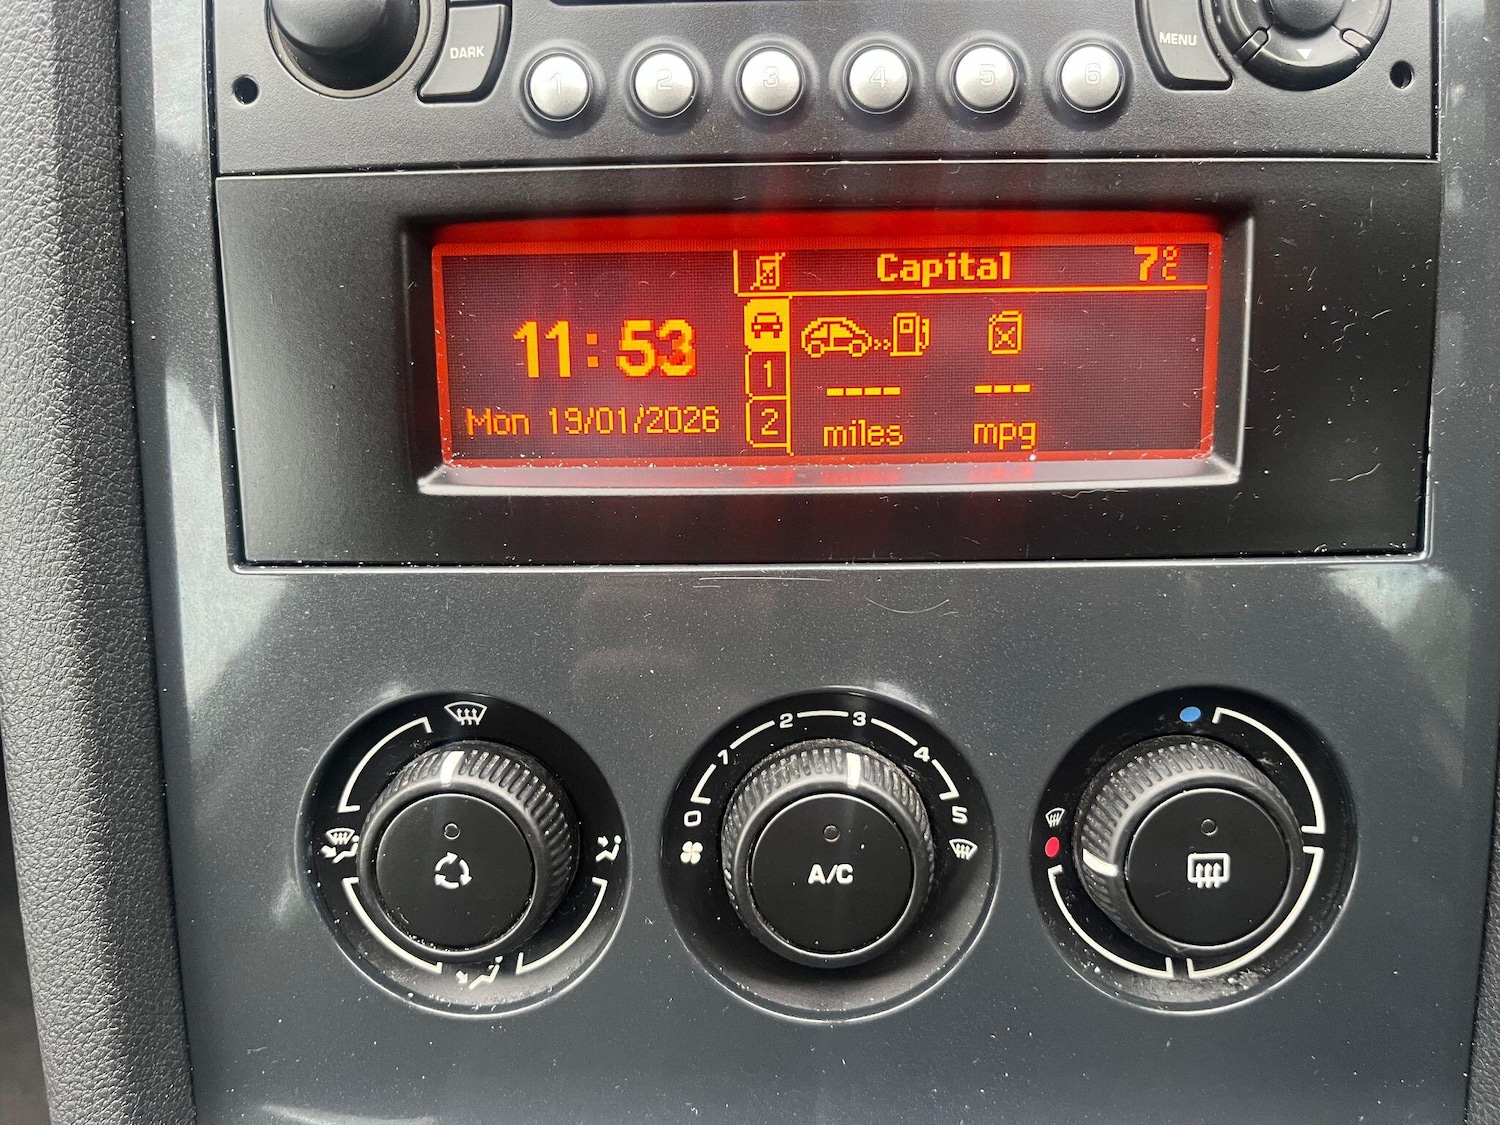 DARK
1 2 3 4 5 6
MENU
Capital 7°C
11:53
Mon 19/01/2026
1
2
---- ---
miles mpg
0 1 2 3 4 5
A/C